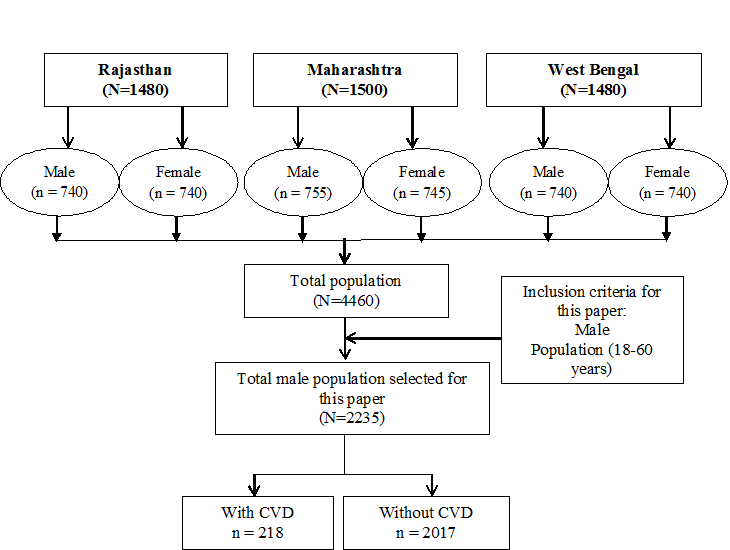 Rajasthan
(N=1480)
Maharashtra
(N=1500)
West Bengal
(N=1480)
Male
(n = 740)
Female
(n = 740)
Male
(n = 755)
Female
(n = 745)
Male
(n = 740)
Female
(n = 740)
Total population
(N=4460)
Inclusion criteria for
this paper:
Male
Population (18-60
years)
Total male population selected for
this paper
(N=2235)
With CVD
n = 218
Without CVD
n = 2017